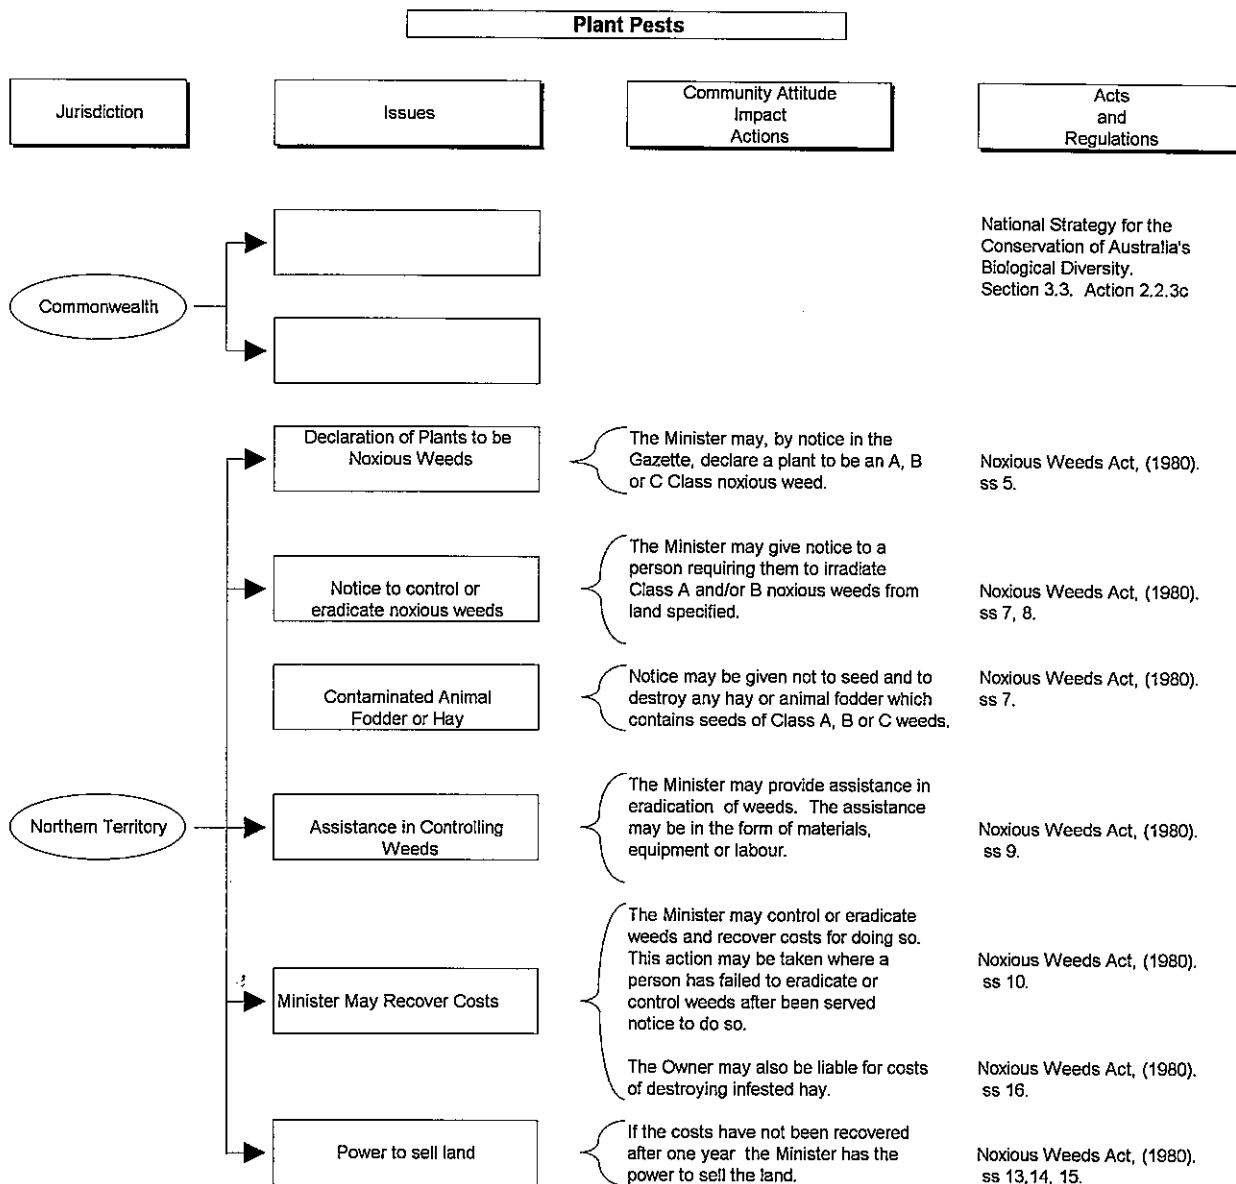 Plant Pests
Jurisdiction
Issues
Community Attitude
Impact
Actions
Acts
and
Regulations
Commonwealth
National Strategy for the
Conservation of Australia's
Biological Diversity.
Section 3.3. Action 2.2.3c
Northern Territory
Declaration of Plants to be
Noxious Weeds
The Minister may, by notice in the
Gazette, declare a plant to be an A, B
or C Class noxious weed.
Noxious Weeds Act, (1980).
ss 5.
Notice to control or
eradicate noxious weeds
The Minister may give notice to a
person requiring them to irradiate
Class A and/or B noxious weeds from
land specified.
Noxious Weeds Act, (1980).
ss 7, 8.
Contaminated Animal
Fodder or Hay
Notice may be given not to seed and to
destroy any hay or animal fodder which
contains seeds of Class A, B or C weeds.
Noxious Weeds Act, (1980).
ss 7.
Assistance in Controlling
Weeds
The Minister may provide assistance in
eradication of weeds. The assistance
may be in the form of materials,
equipment or labour.
Noxious Weeds Act, (1980).
ss 9.
Minister May Recover Costs
The Minister may control or eradicate
weeds and recover costs for doing so.
This action may be taken where a
person has failed to eradicate or
control weeds after been served
notice to do so.
Noxious Weeds Act, (1980).
ss 10.
The Owner may also be liable for costs
of destroying infested hay.
Noxious Weeds Act, (1980).
ss 16.
Power to sell land
If the costs have not been recovered
after one year the Minister has the
power to sell the land.
Noxious Weeds Act, (1980).
ss 13,14, 15.